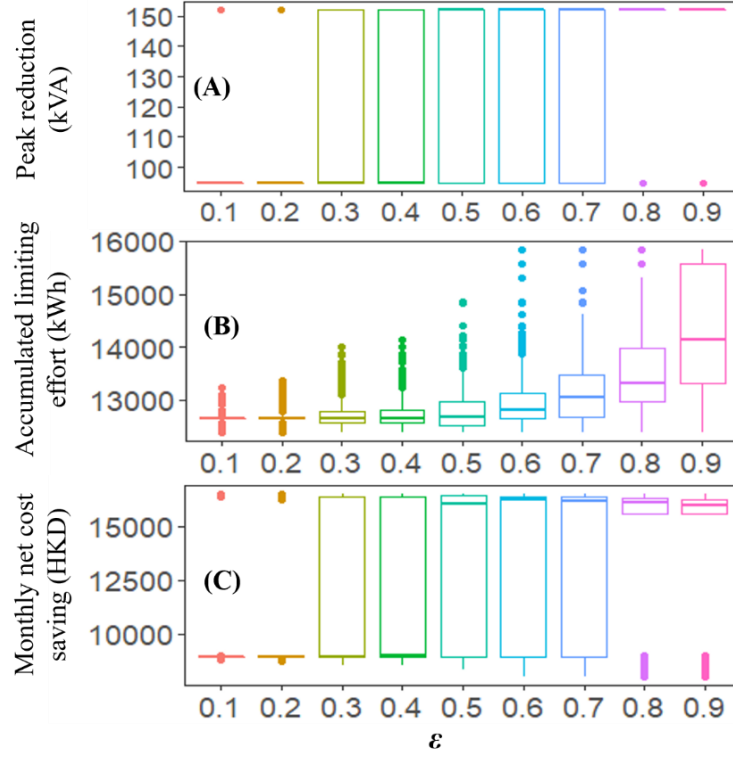 Peak reduction
(kVA)
150
140
130
120
110
100
(A)
0.1 0.2 0.3 0.4 0.5 0.6 0.7 0.8 0.9
Accumulated limiting
effort (kWh)
16000
15000
14000
13000
(B)
0.1 0.2 0.3 0.4 0.5 0.6 0.7 0.8 0.9
Monthly net cost
saving (HKD)
15000
12500
10000
(C)
0.1 0.2 0.3 0.4 0.5 0.6 0.7 0.8 0.9
ε